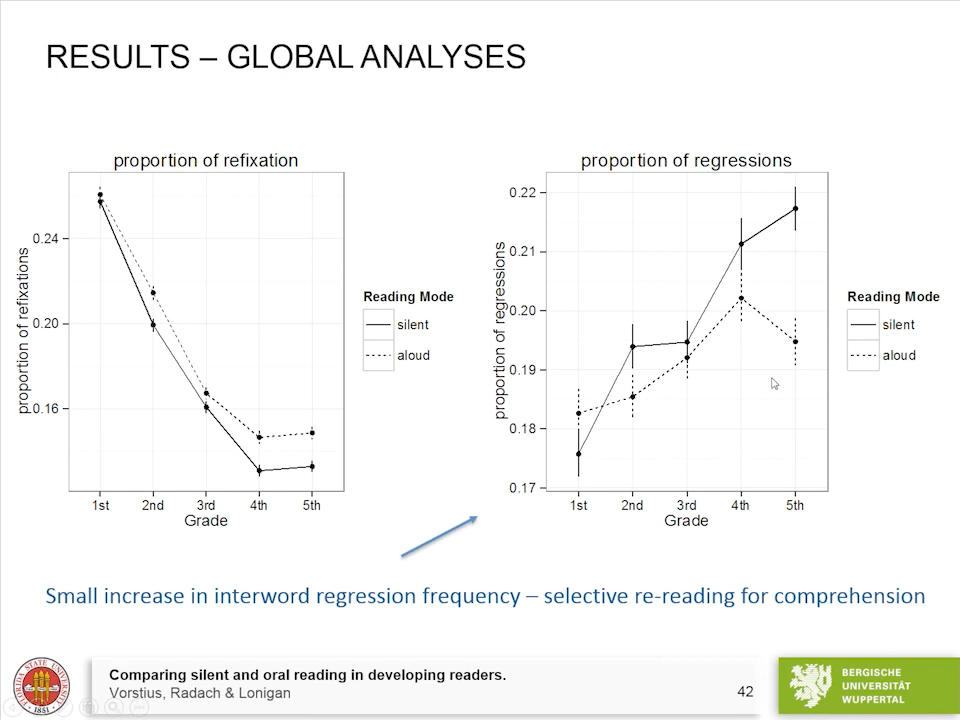 RESULTS – GLOBAL ANALYSES
proportion of refixation
proportion of refixations
0.24
0.20
0.16
1st 2nd 3rd 4th 5th
Grade
Reading Mode
silent
aloud
proportion of regressions
proportion of regressions
0.22
0.21
0.20
0.19
0.18
0.17
1st 2nd 3rd 4th 5th
Grade
Reading Mode
silent
aloud
Small increase in interword regression frequency – selective re-reading for comprehension
FLORIDA STATE UNIVERSITY
1851
Comparing silent and oral reading in developing readers.
Vorstius, Radach & Lonigan
42
BERGISCHE
UNIVERSITÄT
WUPPERTAL